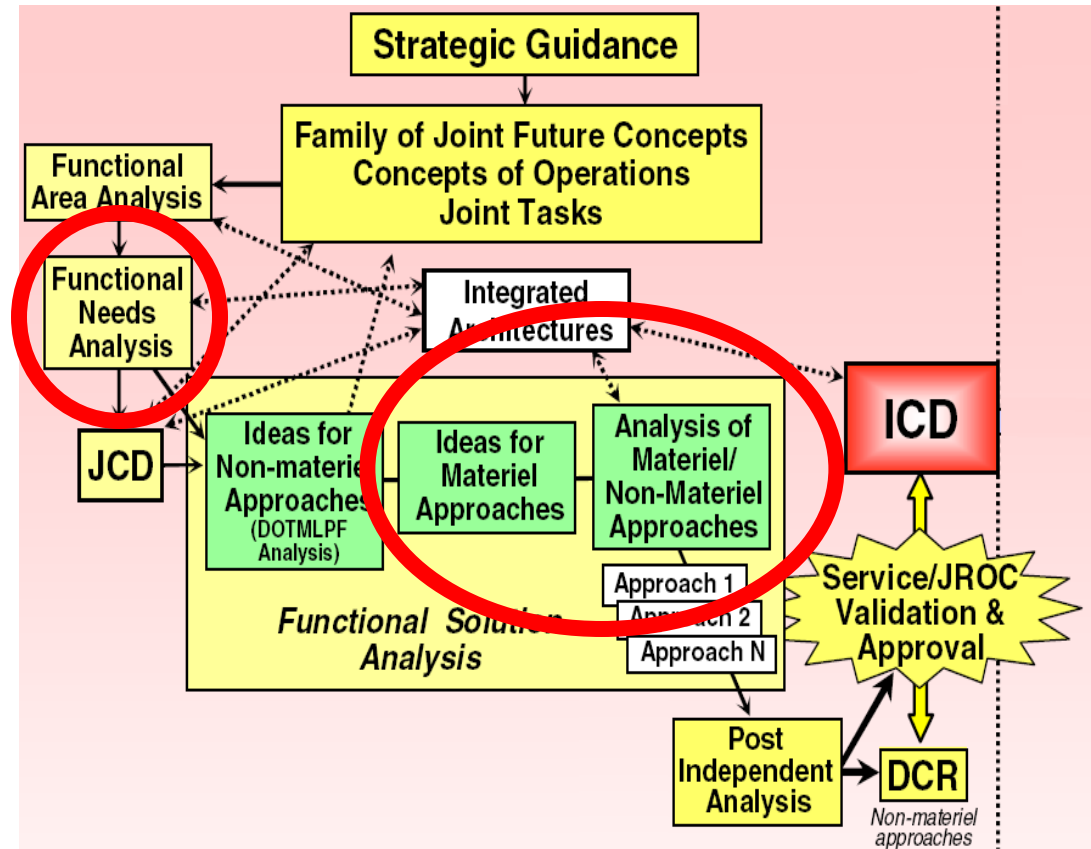 Strategic Guidance
Family of Joint Future Concepts
Concepts of Operations
Joint Tasks
Functional
Area Analysis
Functional
Needs
Analysis
Integrated
Architectures
JCD
Ideas for
Non-materiel
Approaches
(DOTMLPF
Analysis)
Ideas for
Materiel
Approaches
Analysis of
Materiel/
Non-Materiel
Approaches
ICD
Approach 1
Approach 2
Approach N
Functional Solution
Analysis
Service/JROC
Validation &
Approval
Post
Independent
Analysis
DCR
Non-materiel
approaches